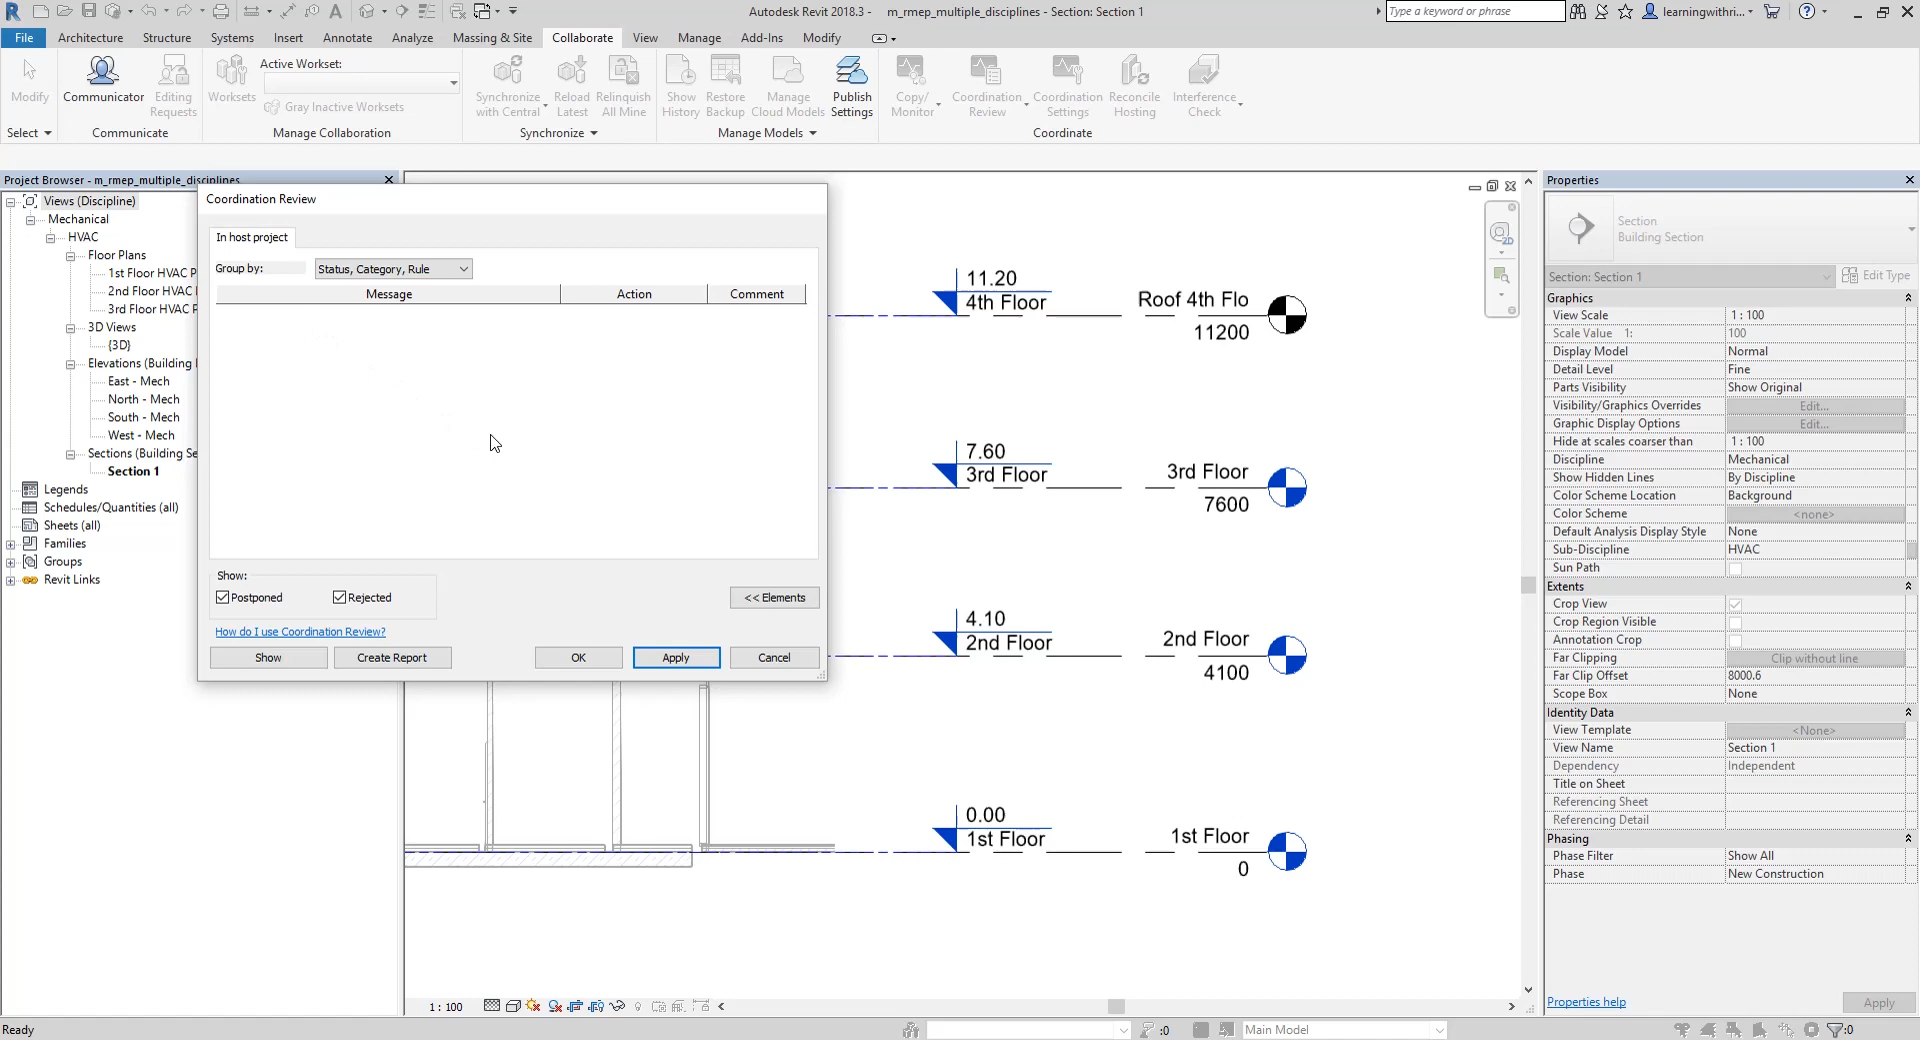 Autodesk Revit 2018.3 -     m_rmep_multiple_disciplines - Section: Section 1
Type a keyword or phrase
learningwithri...
File
Architecture
Structure
Systems
Insert
Annotate
Analyze
Massing & Site
Collaborate
View
Manage
Add-Ins
Modify
Modify
Communicator
Editing
Requests
Worksets
Active Workset:
Gray Inactive Worksets
Synchronize
with Central
Reload
Latest
Relinquish
All Mine
Show
History
Restore
Backup
Manage
Cloud Models
Publish
Settings
Copy/
Monitor
Coordination
Review
Coordination
Settings
Reconcile
Hosting
Interference
Check
Select
Communicate
Manage Collaboration
Synchronize
Manage Models
Coordinate
Project Browser - m_rmep_multiple_disciplines
Views (Discipline)
Mechanical
HVAC
Floor Plans
1st Floor HVAC P
2nd Floor HVAC
3rd Floor HVAC P
3D Views
{3D}
Elevations (Building
East - Mech
North - Mech
South - Mech
West - Mech
Sections (Building Se
Section 1
Legends
Schedules/Quantities (all)
Sheets (all)
Families
Groups
Revit Links
Coordination Review
In host project
Group by:
Status, Category, Rule
Message
Action
Comment
Show:
Postponed
Rejected
<< Elements
How do I use Coordination Review?
Show
Create Report
OK
Apply
Cancel
11.20
4th Floor
Roof 4th Flo
11200
7.60
3rd Floor
3rd Floor
7600
4.10
2nd Floor
2nd Floor
4100
0.00
1st Floor
1st Floor
0
2D
Properties
Section
Building Section
Section: Section 1
Edit Type
Graphics
View Scale 1 : 100
Scale Value 1: 100
Display Model Normal
Detail Level Fine
Parts Visibility Show Original
Visibility/Graphics Overrides Edit...
Graphic Display Options Edit...
Hide at scales coarser than 1 : 100
Discipline Mechanical
Show Hidden Lines By Discipline
Color Scheme Location Background
Color Scheme <none>
Default Analysis Display Style None
Sub-Discipline HVAC
Sun Path
Extents
Crop View
Crop Region Visible
Annotation Crop
Far Clipping Clip without line
Far Clip Offset 8000.6
Scope Box None
Identity Data
View Template <None>
View Name Section 1
Dependency Independent
Title on Sheet
Referencing Sheet
Referencing Detail
Phasing
Phase Filter Show All
Phase New Construction
Properties help
Apply
1 : 100
Ready
:0
Main Model
:0